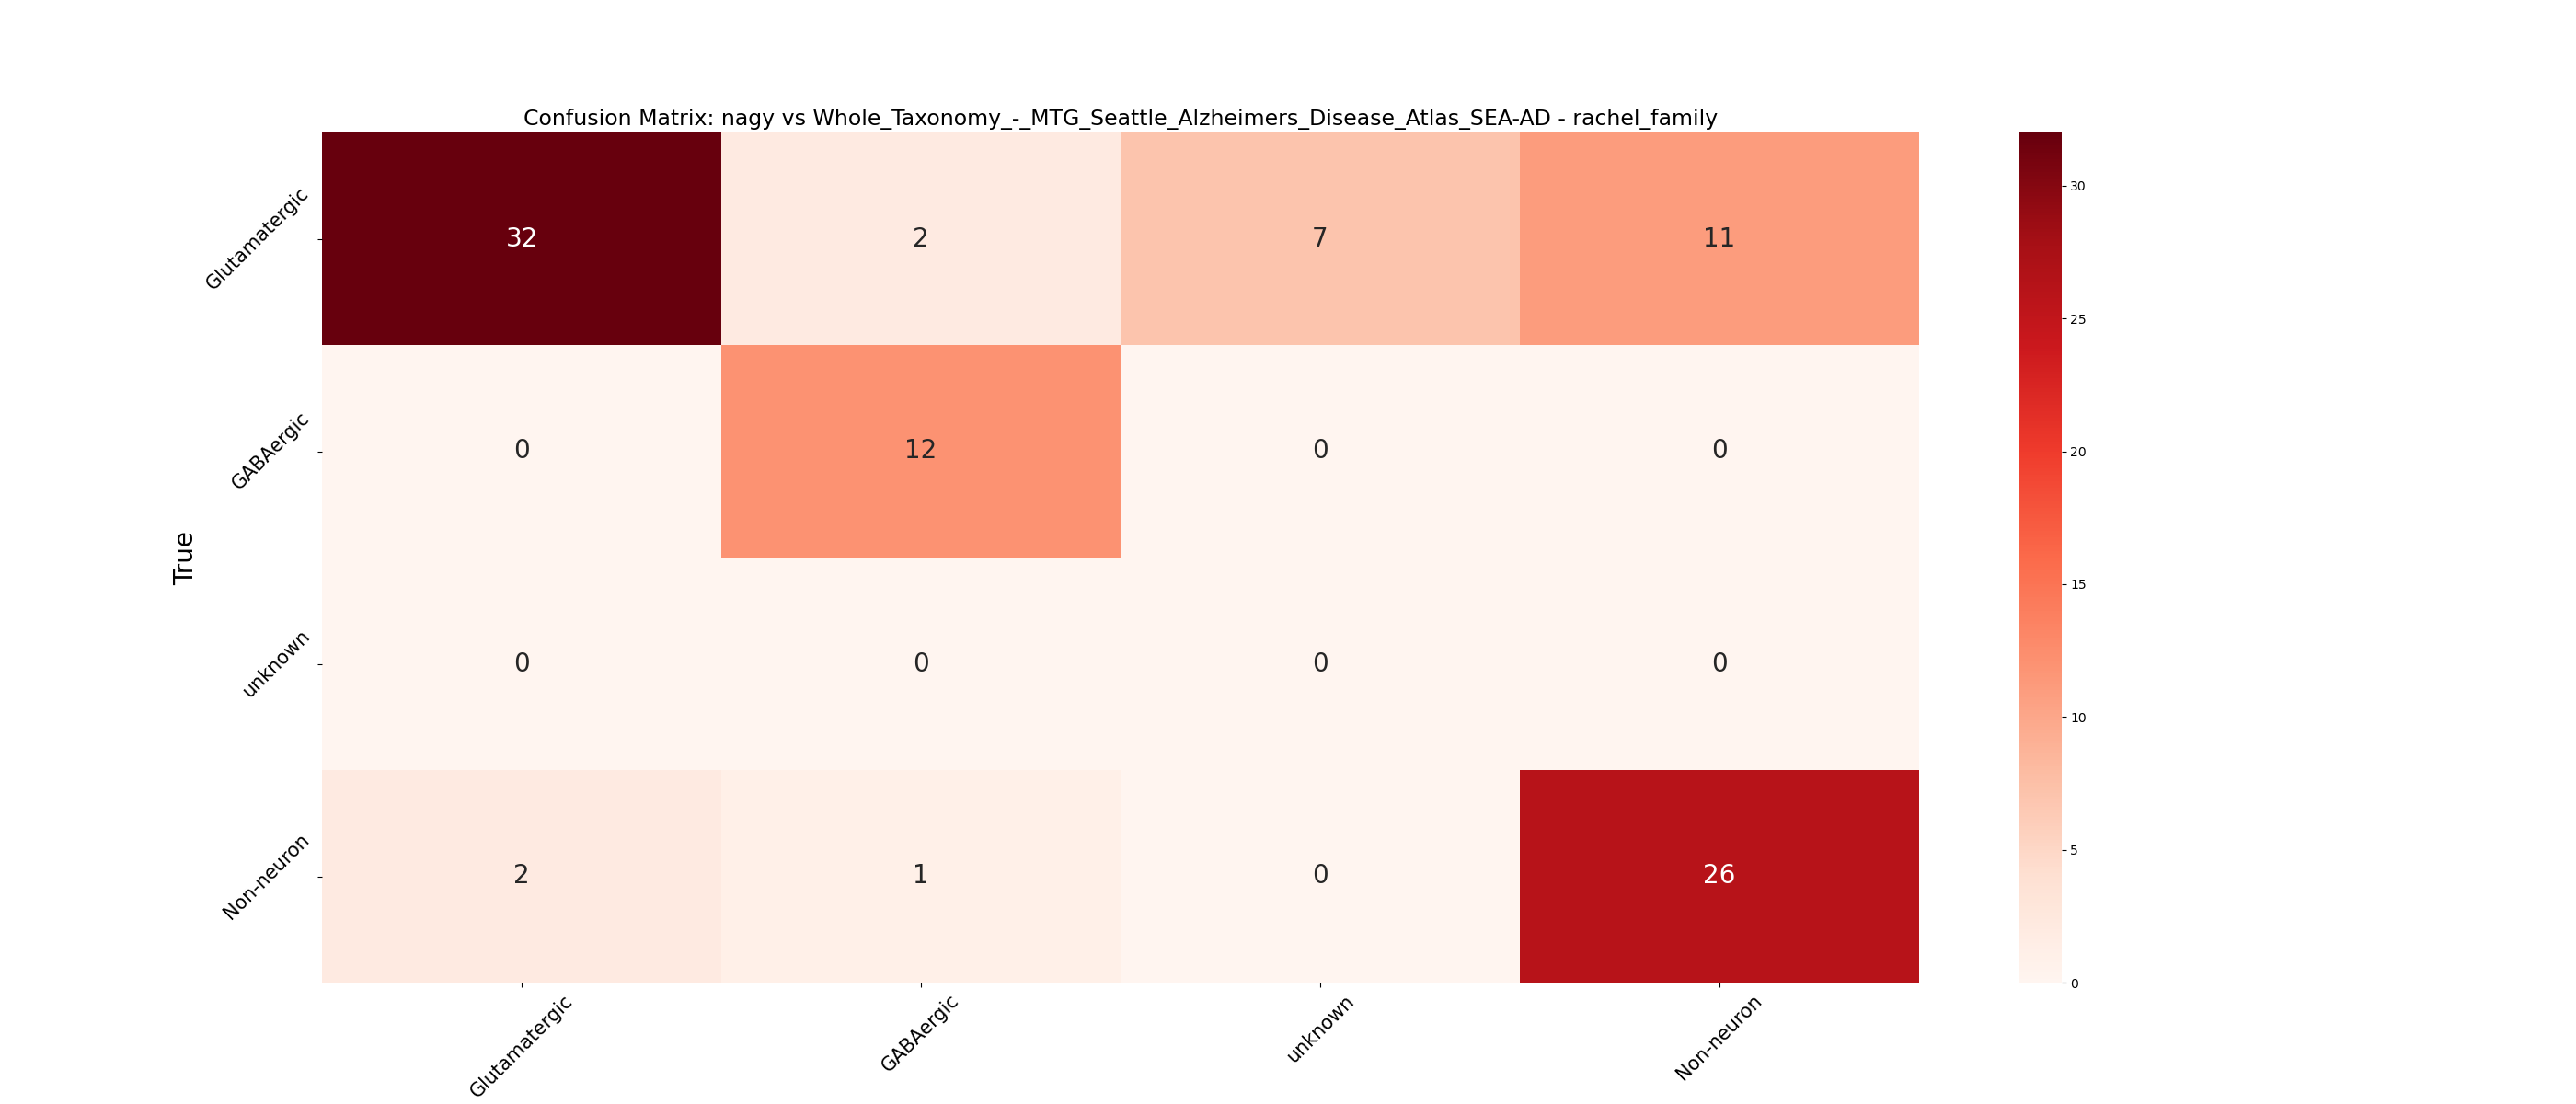 Confusion Matrix: nagy vs Whole_Taxonomy_-_MTG_Seattle_Alzheimers_Disease_Atlas_SEA-AD - rachel_family
True
Glutamatergic
32 2 7 11
GABAergic
0 12 0 0
unknown
0 0 0 0
Non-neuron
2 1 0 26
Glutamatergic GABAergic unknown Non-neuron
30
25
20
15
10
5
0